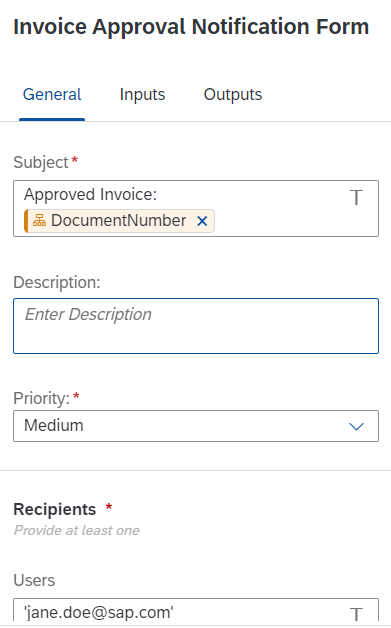 Invoice Approval Notification Form
General Inputs Outputs
Subject*
Approved Invoice:
DocumentNumber ×
Description:
Enter Description
Priority:*
Medium
Recipients *
Provide at least one
Users
'jane.doe@sap.com'